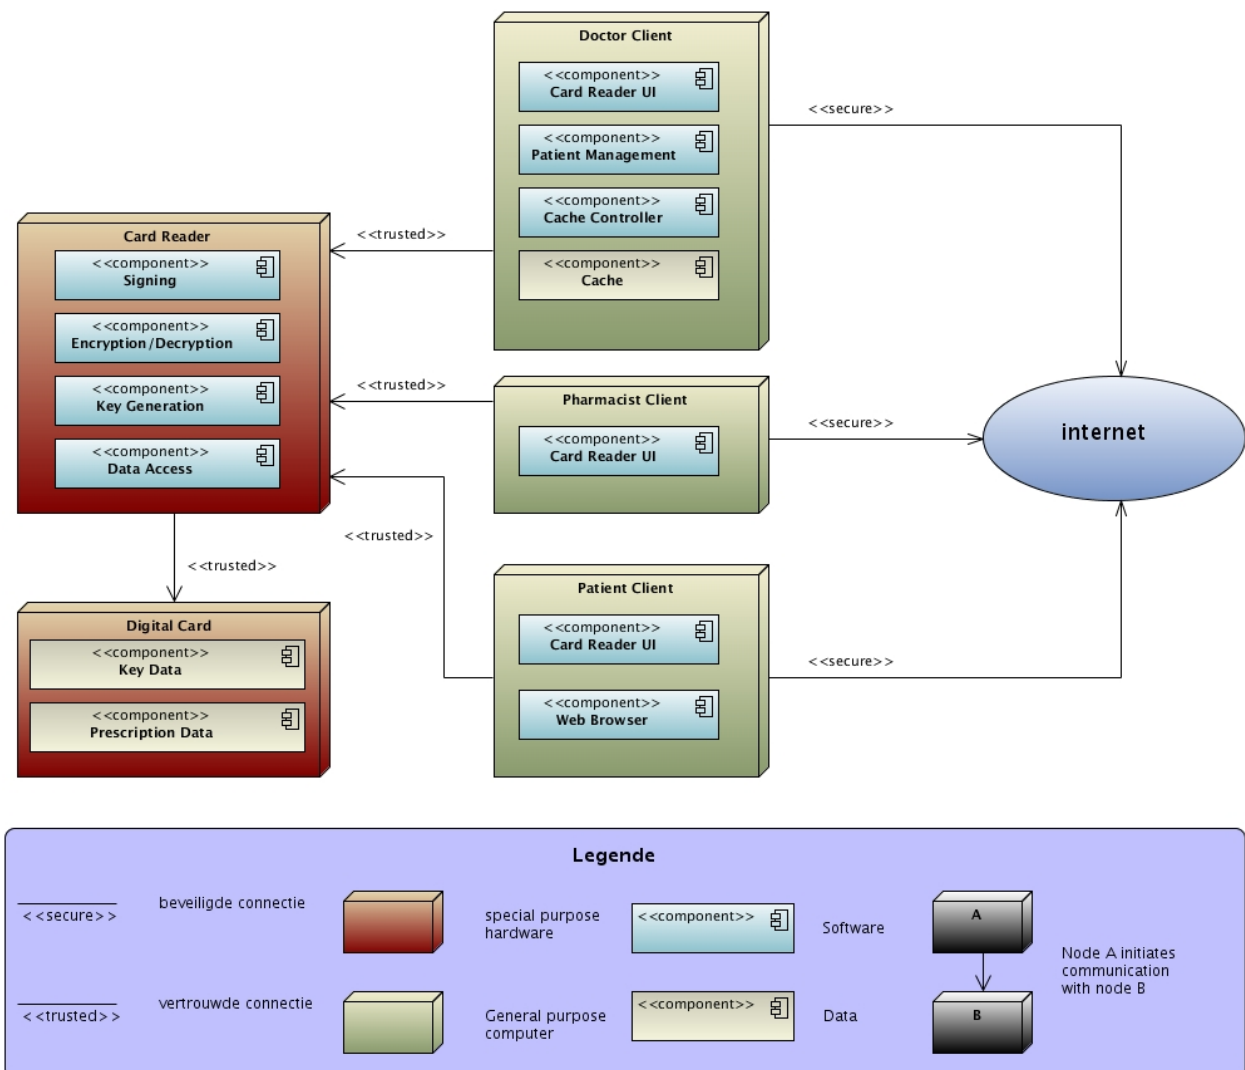 Doctor Client
<<component>>
Card Reader UI
<<component>>
Patient Management
<<component>>
Cache Controller
<<component>>
Cache
<<secure>>
<<trusted>>
Card Reader
<<component>>
Signing
<<component>>
Encryption/Decryption
<<component>>
Key Generation
<<component>>
Data Access
<<trusted>>
Pharmacist Client
<<component>>
Card Reader UI
<<secure>>
internet
<<trusted>>
<<trusted>>
Digital Card
<<component>>
Key Data
<<component>>
Prescription Data
Patient Client
<<component>>
Card Reader UI
<<component>>
Web Browser
<<secure>>
Legende
<<secure>>
beveiligde connectie
special purpose
hardware
<<component>>
Software
A
Node A initiates
communication
with node B
<<trusted>>
vertrouwde connectie
General purpose
computer
<<component>>
Data
B